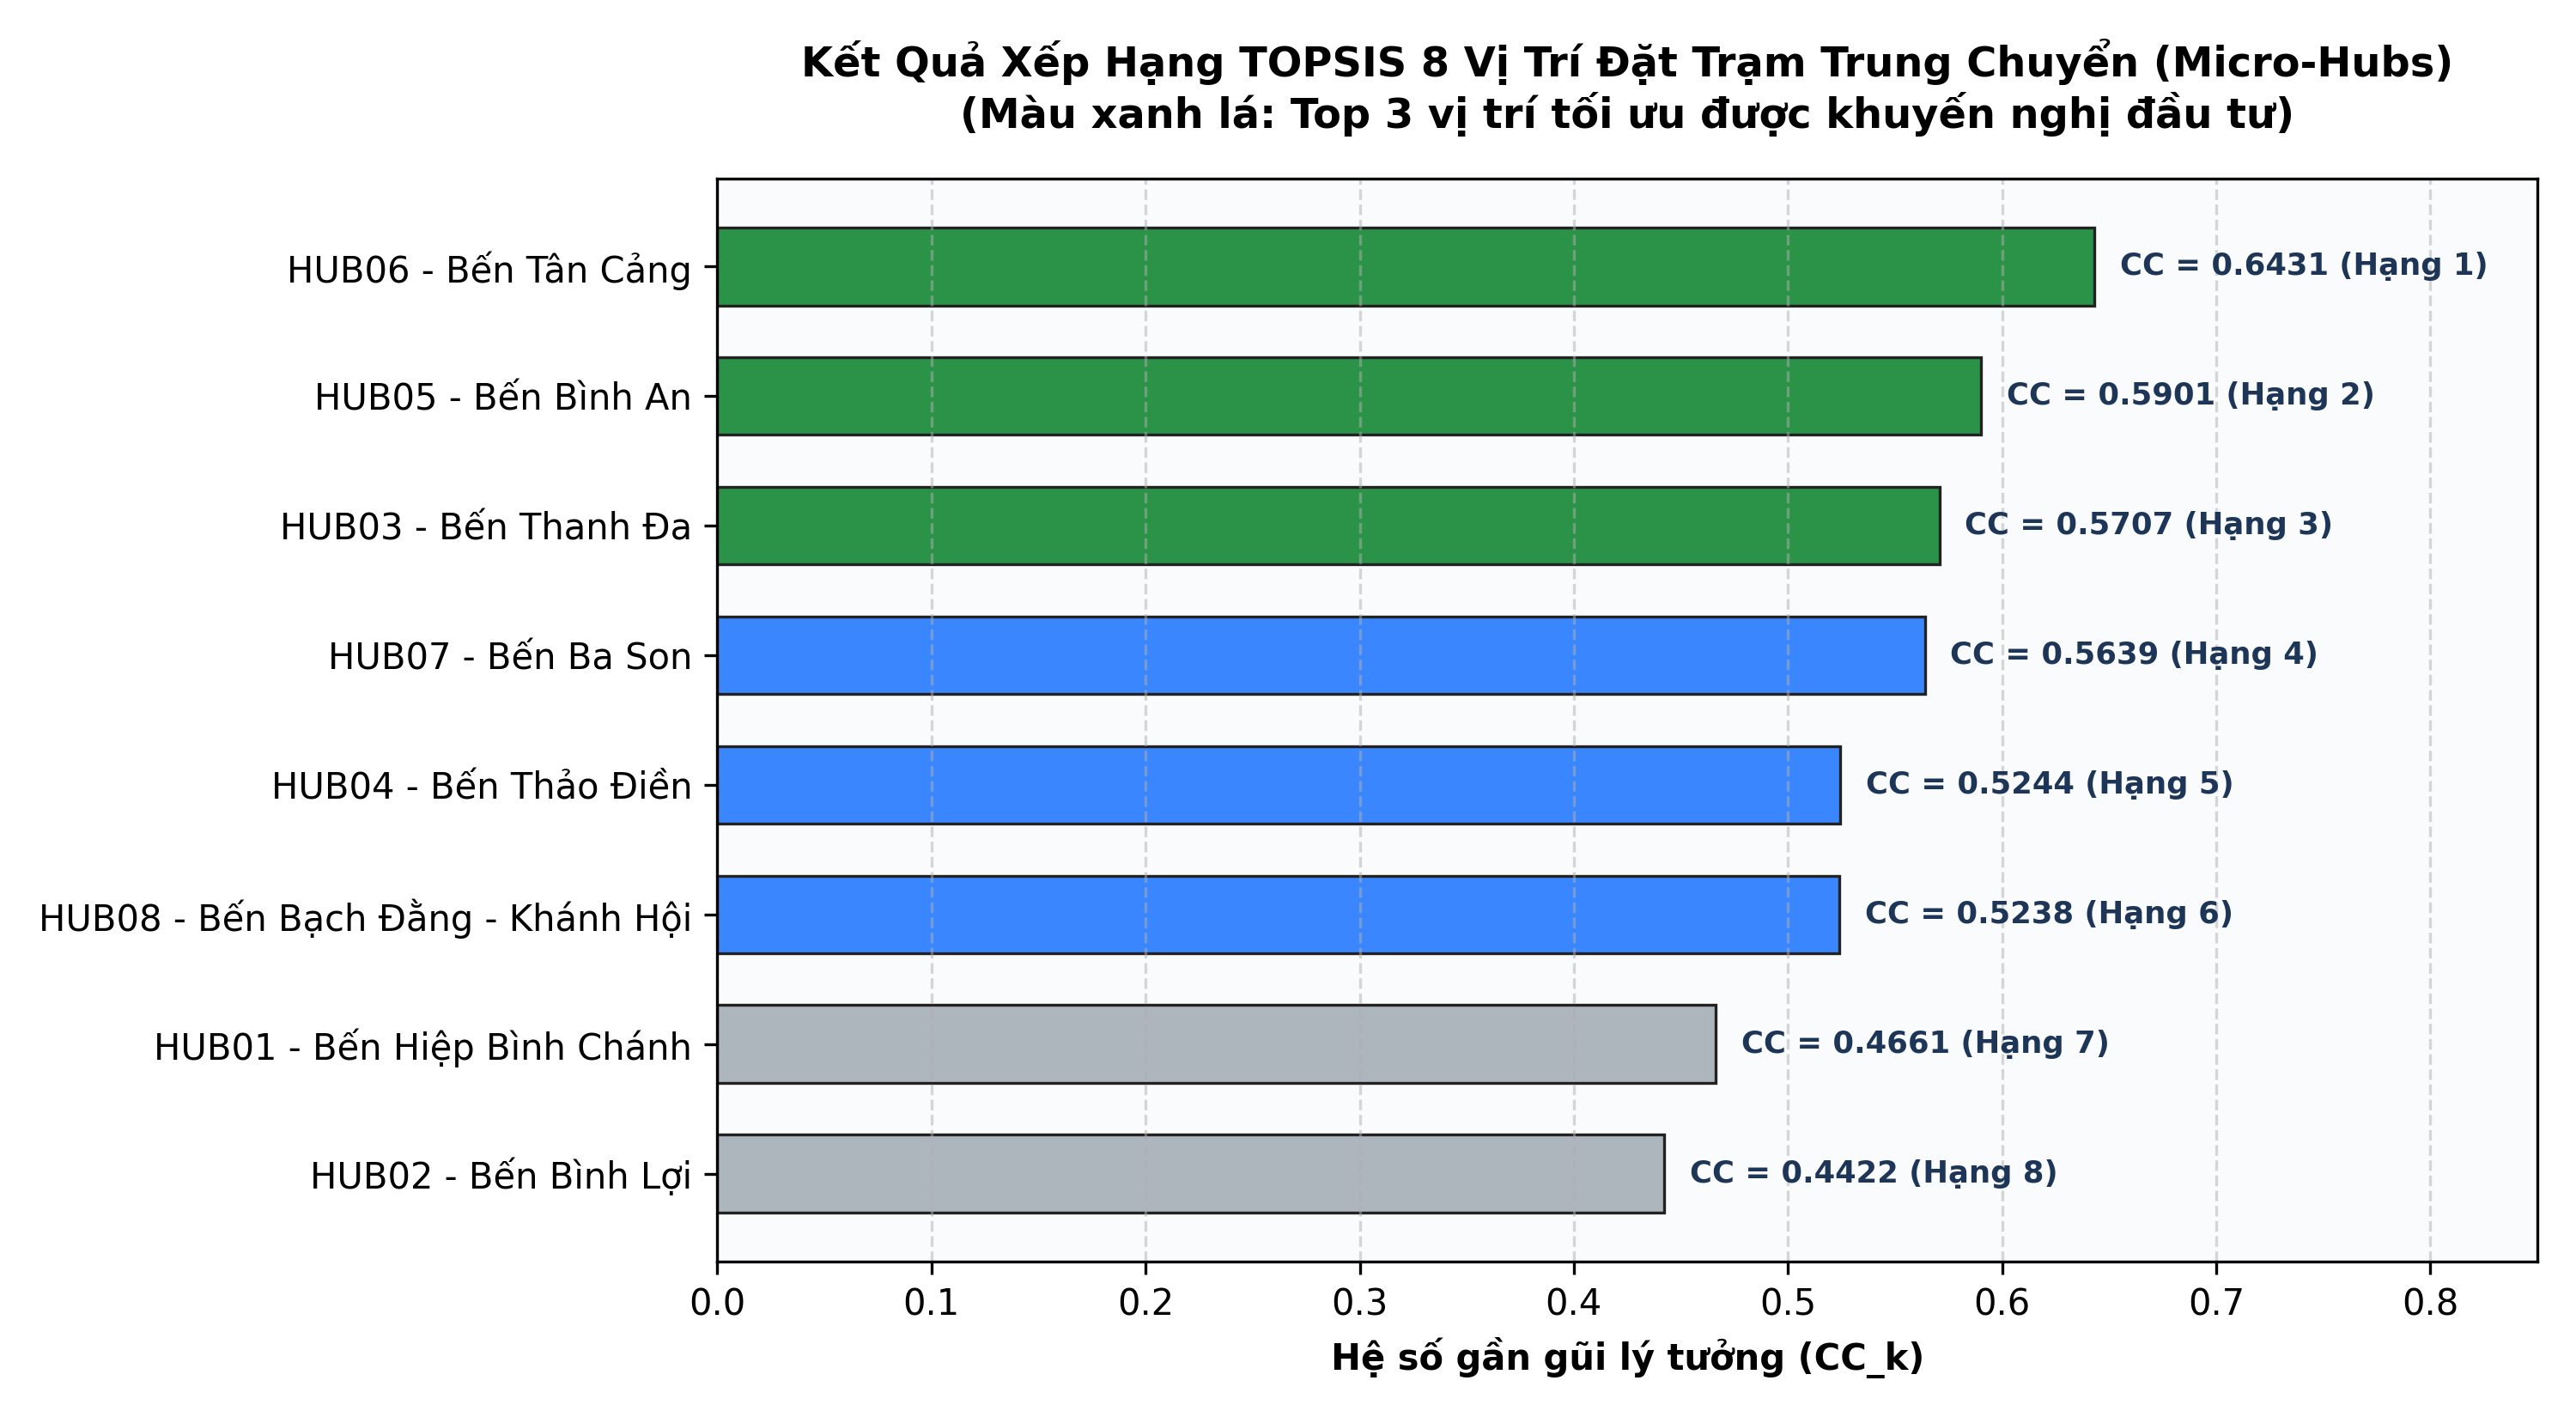 Kết Quả Xếp Hạng TOPSIS 8 Vị Trí Đặt Trạm Trung Chuyển (Micro-Hubs)
(Màu xanh lá: Top 3 vị trí tối ưu được khuyến nghị đầu tư)
HUB06 - Bến Tân Cảng CC = 0.6431 (Hạng 1)
HUB05 - Bến Bình An CC = 0.5901 (Hạng 2)
HUB03 - Bến Thanh Đa CC = 0.5707 (Hạng 3)
HUB07 - Bến Ba Son CC = 0.5639 (Hạng 4)
HUB04 - Bến Thảo Điền CC = 0.5244 (Hạng 5)
HUB08 - Bến Bạch Đằng - Khánh Hội CC = 0.5238 (Hạng 6)
HUB01 - Bến Hiệp Bình Chánh CC = 0.4661 (Hạng 7)
HUB02 - Bến Bình Lợi CC = 0.4422 (Hạng 8)
0.0 0.1 0.2 0.3 0.4 0.5 0.6 0.7 0.8
Hệ số gần gũi lý tưởng (CC_k)